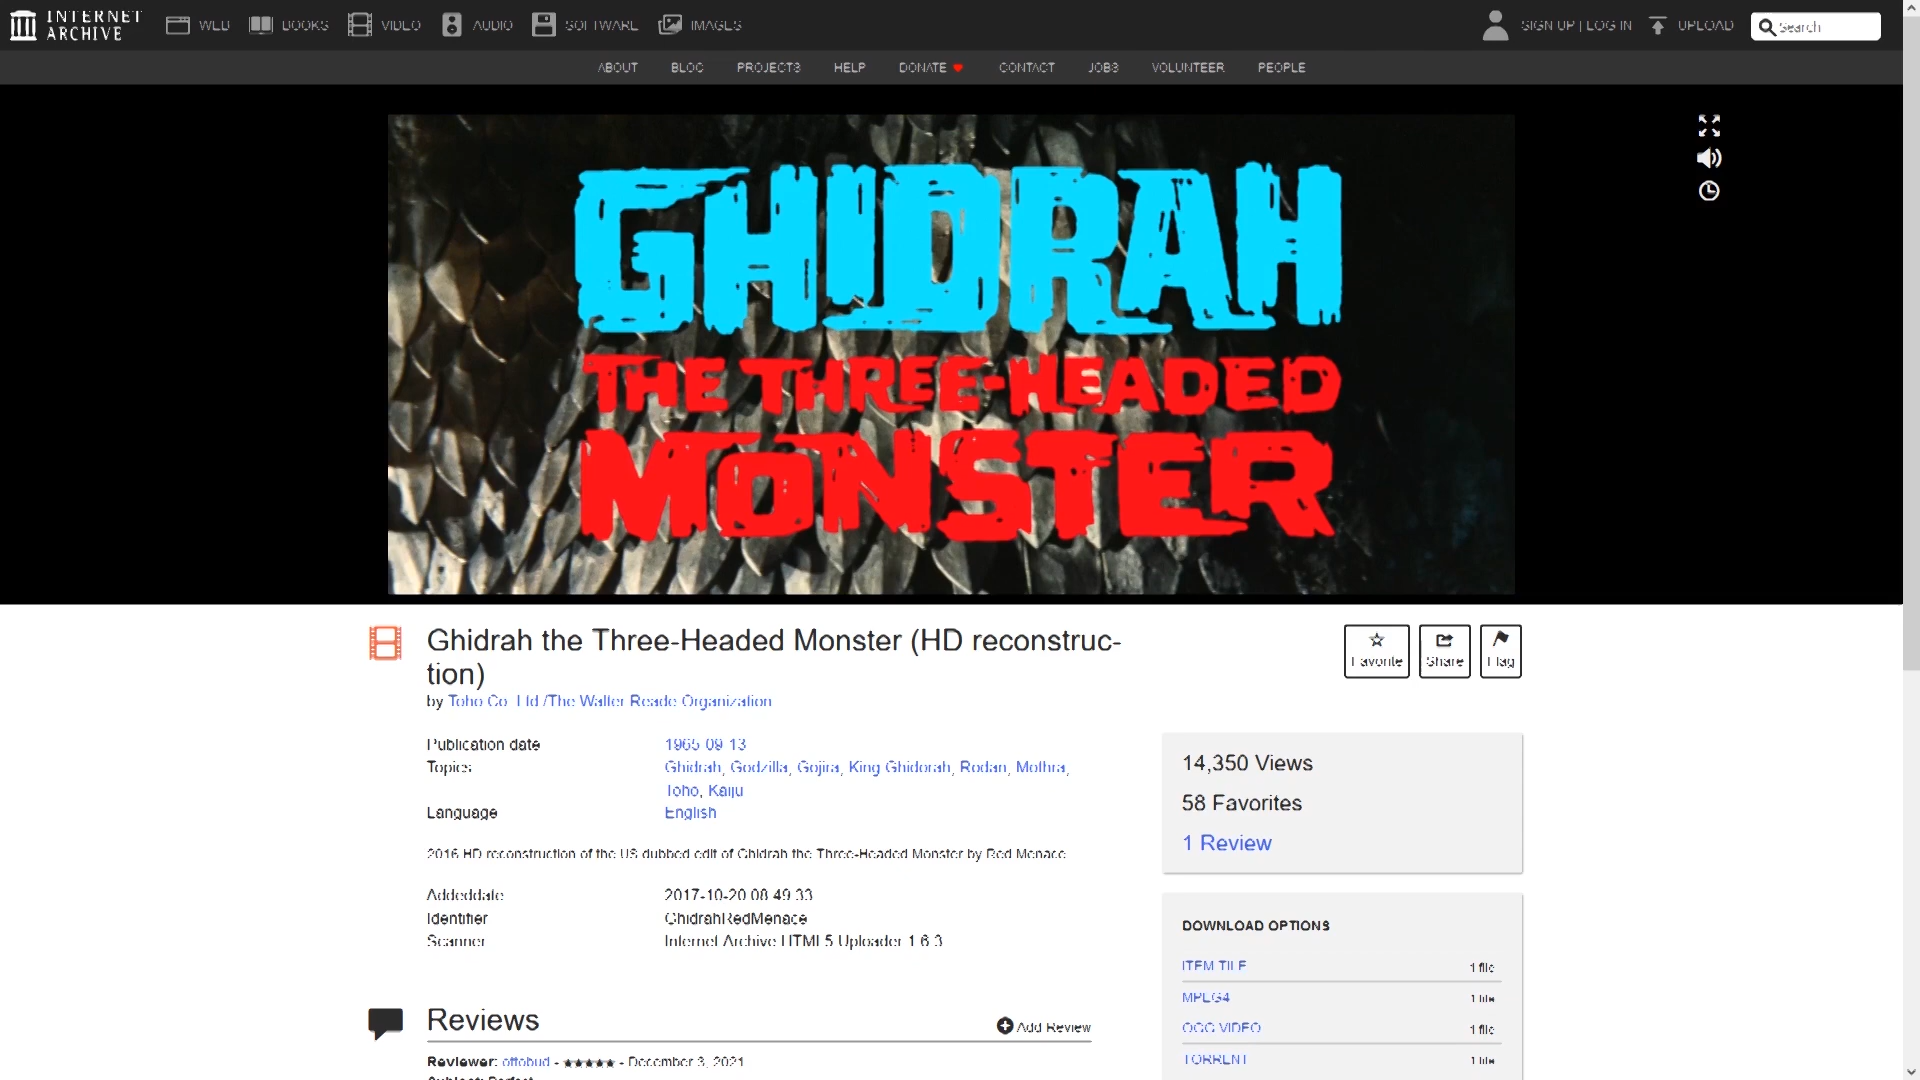 INTERNET
ARCHIVE
WEB
BOOKS
VIDEO
AUDIO
SOFTWARE
IMAGES
SIGN UP | LOG IN
UPLOAD
Search
ABOUT
BLOG
PROJECTS
HELP
DONATE
CONTACT
JOBS
VOLUNTEER
PEOPLE
GHIDRAH
THE THREE-HEADED
MONSTER
Ghidrah the Three-Headed Monster (HD reconstruc-
tion)
by Toho Co. Ltd./The Walter Reade Organization
Favorite
Share
Flag
Publication date 1965-09-13
Topics Ghidrah, Godzilla, Gojira, King Ghidorah, Rodan, Mothra,
Toho, Kaiju
Language English
2016 HD reconstruction of the US dubbed edit of Ghidrah the Three-Headed Monster by Red Menace
Addeddate 2017-10-20 08:49:33
Identifier GhidrahRedMenace
Scanner Internet Archive HTML5 Uploader 1.6.3
14,350 Views
58 Favorites
1 Review
DOWNLOAD OPTIONS
ITEM TILE 1 file
MPEG4 1 file
OGG VIDEO 1 file
TORRENT 1 file
Reviews
Add Review
Reviewer: ottobud - ★★★★★ - December 3, 2021
Subject: Perfect